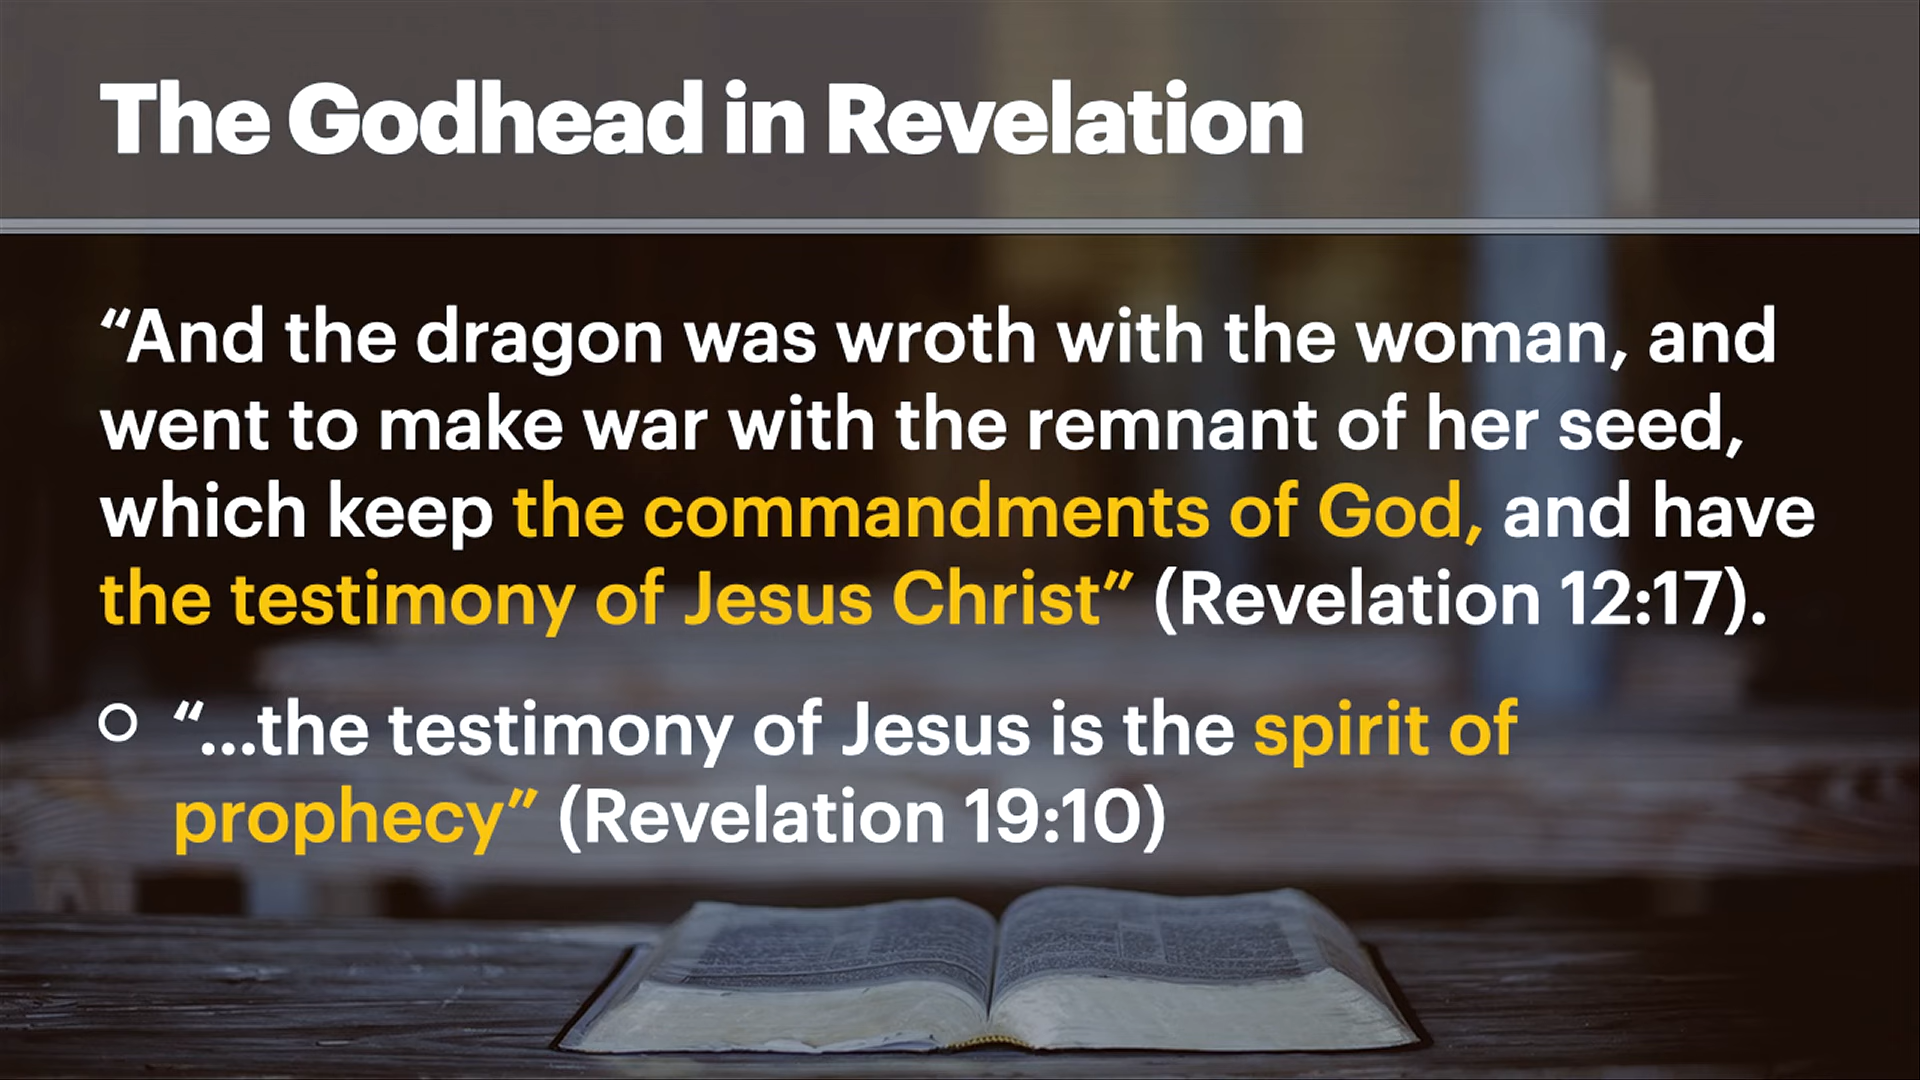 The Godhead in Revelation
“And the dragon was wroth with the woman, and
went to make war with the remnant of her seed,
which keep the commandments of God, and have
the testimony of Jesus Christ” (Revelation 12:17).
“...the testimony of Jesus is the spirit of
prophecy” (Revelation 19:10)